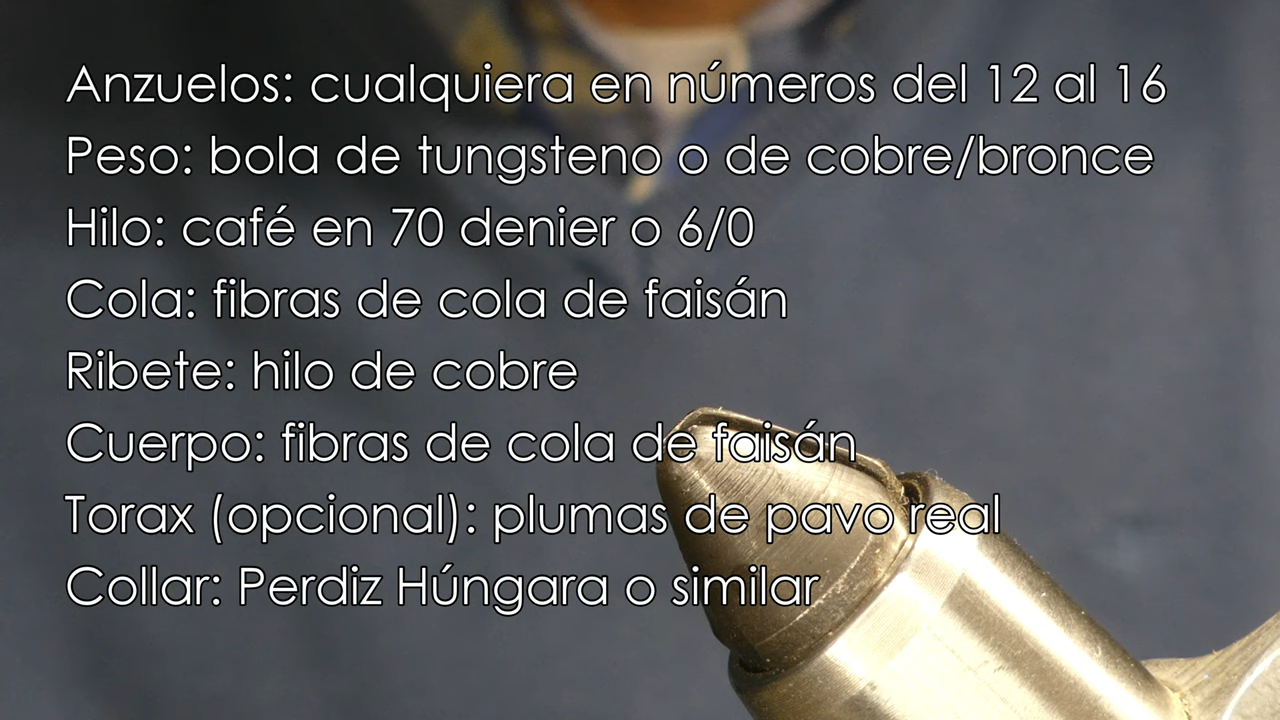 Anzuelos: cualquiera en números del 12 al 16
Peso: bola de tungsteno o de cobre/bronce
Hilo: café en 70 denier o 6/0
Cola: fibras de cola de faisán
Ribete: hilo de cobre
Cuerpo: fibras de cola de faisán
Torax (opcional): plumas de pavo real
Collar: Perdiz Húngara o similar